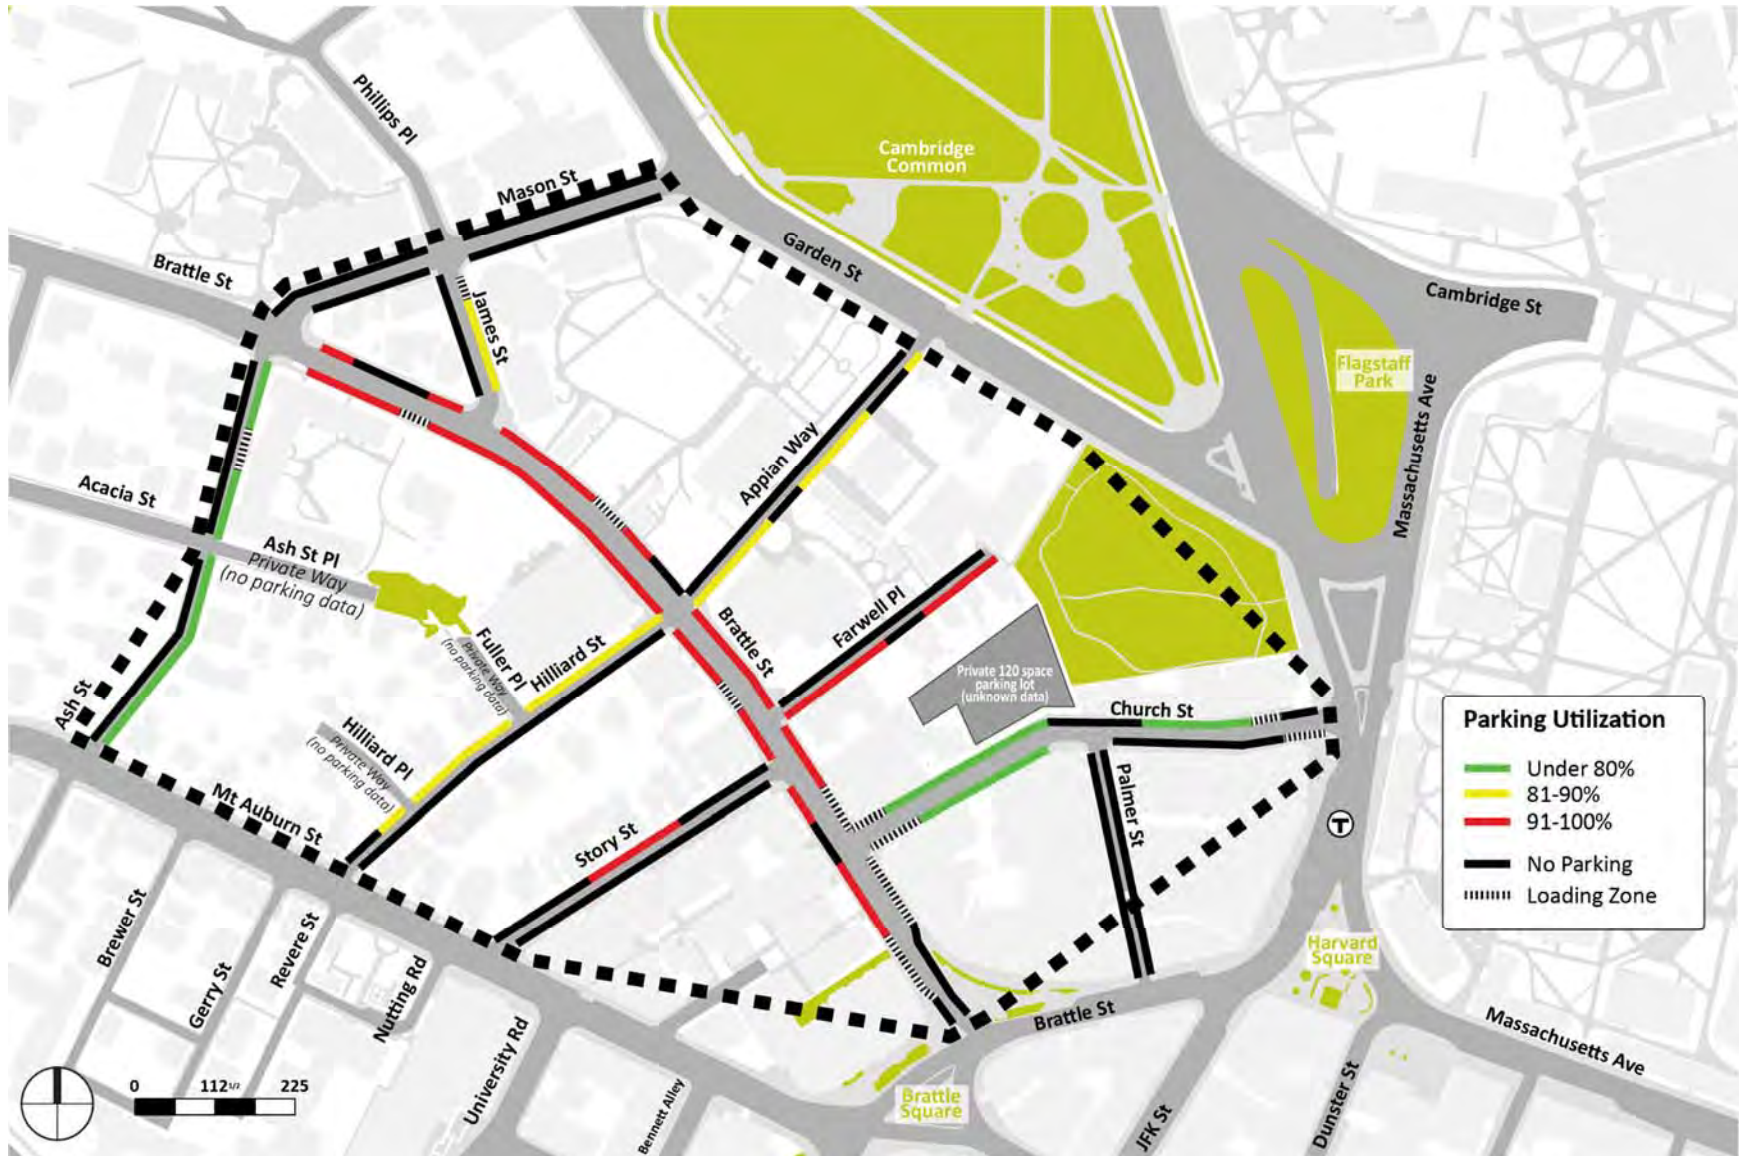 Phillips Pl
Mason St
Cambridge
Common
Brattle St
Garden St
Cambridge St
James St
Flagstaff
Park
Massachusetts Ave
Appian Way
Acacia St
Ash St Pl
Private Way
(no parking data)
Fuller Pl
Private Way
(no parking data)
Hilliard St
Brattle St
Farwell Pl
Private 120 space
parking lot
(unknown data)
Ash St
Hilliard Pl
Private Way
(no parking data)
Church St
Palmer St
Mt Auburn St
Story St
T
Parking Utilization
Under 80%
81-90%
91-100%
No Parking
Loading Zone
Brewer St
Gerry St
Revere St
Nutting Rd
University Rd
Bennett Alley
Harvard
Square
Brattle St
Massachusetts Ave
Brattle
Square
JFK St
Dunster St
0 112 1/2 225